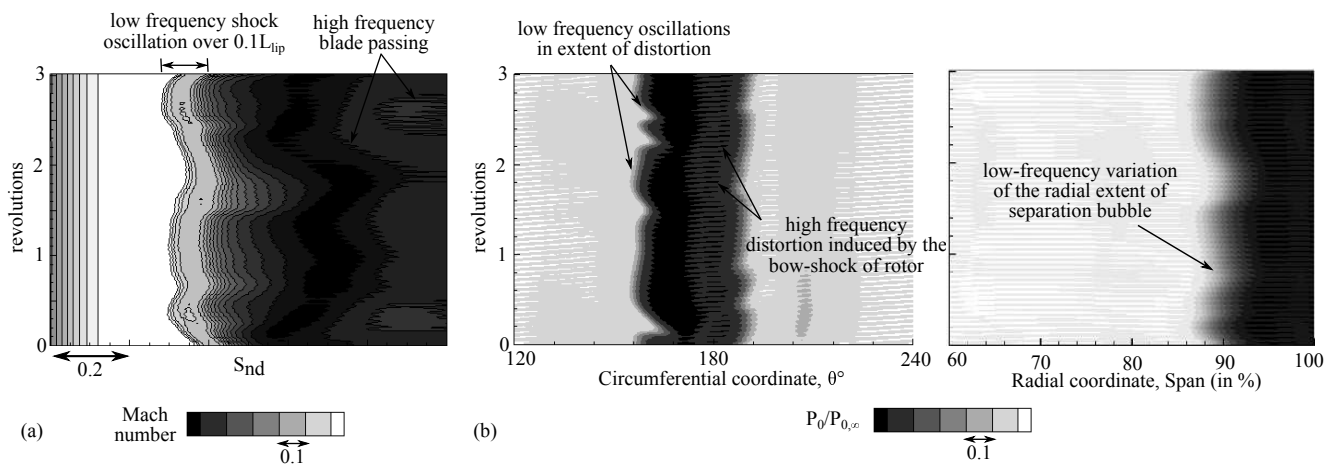 low frequency shock
oscillation over 0.1L_lip
high frequency
blade passing
3
2
1
0
revolutions
0.2
S_nd
Mach
number
0.1
(a)
low frequency oscillations
in extent of distortion
3
2
1
0
revolutions
high frequency
distortion induced by the
bow-shock of rotor
120
180
240
Circumferential coordinate, θ°
low-frequency variation
of the radial extent of
separation bubble
60
70
80
90
100
Radial coordinate, Span (in %)
(b)
P_0/P_0,∞
0.1